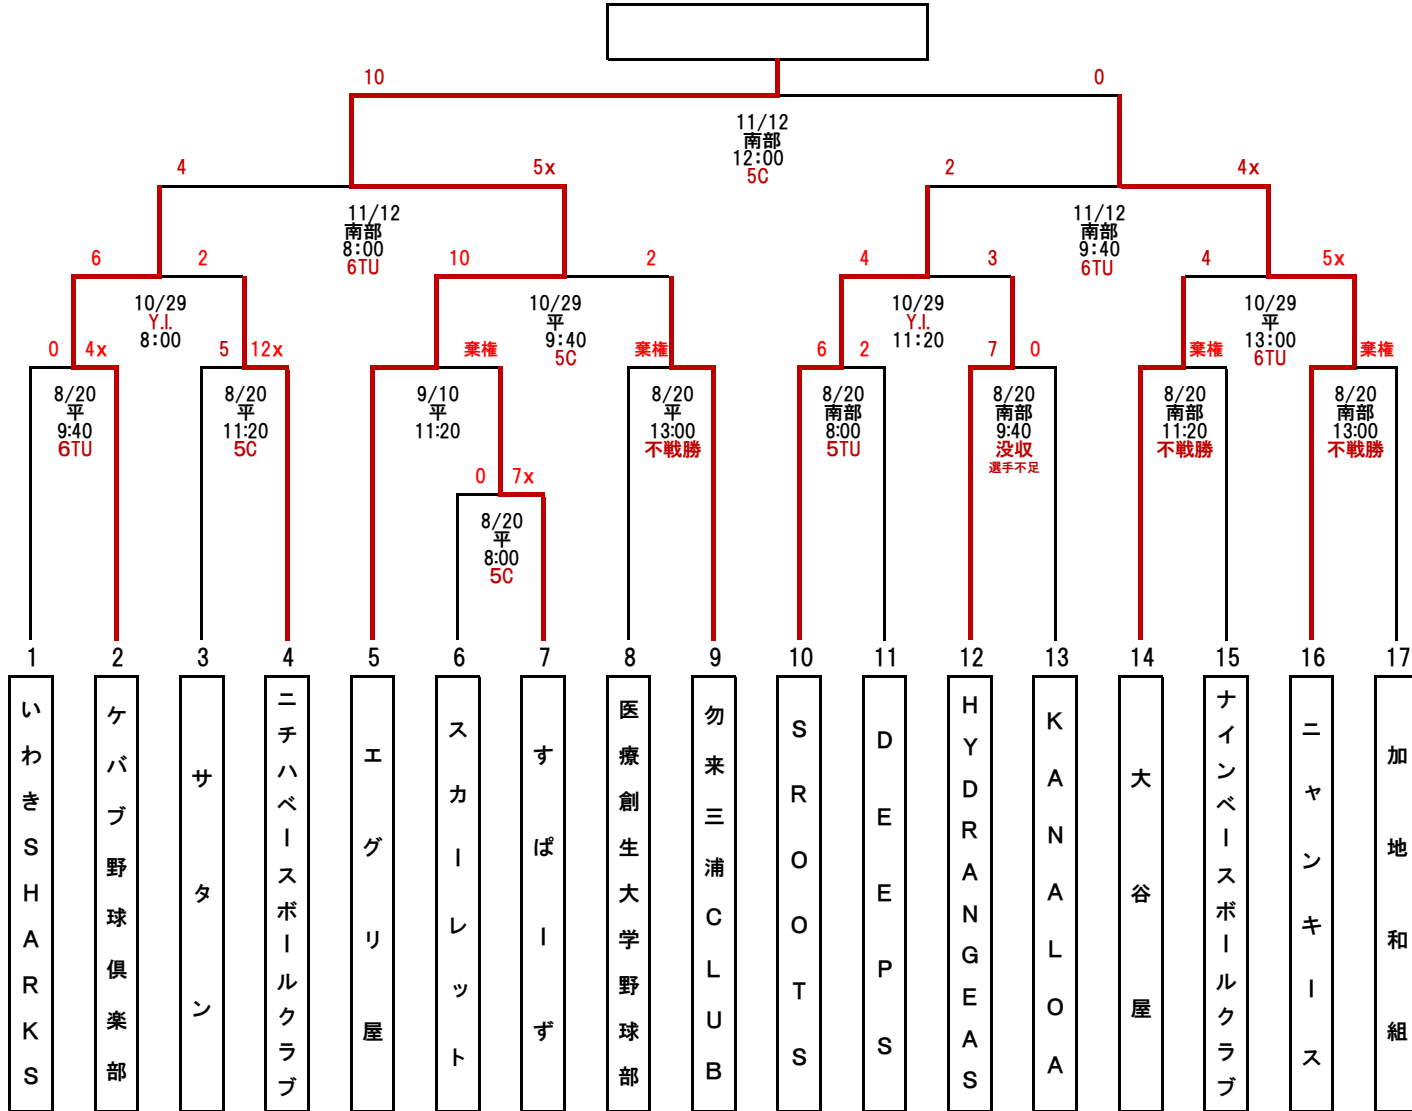 10
0
11/12
南部
12:00
5C
4
5x
2
4x
11/12
南部
8:00
6TU
11/12
南部
9:40
6TU
6
2
10
2
4
3
4
5x
10/29
Y.I.
8:00
10/29
平
9:40
5C
10/29
Y.I.
11:20
10/29
平
13:00
6TU
0
4x
5
12x
棄権
棄権
6
2
7
0
棄権
棄権
8/20
平
9:40
6TU
8/20
平
11:20
5C
9/10
平
11:20
8/20
平
13:00
不戦勝
8/20
南部
8:00
5TU
8/20
南部
9:40
没収
選手不足
8/20
南部
11:20
不戦勝
8/20
南部
13:00
不戦勝
0
7x
8/20
平
8:00
5C
1
2
3
4
5
6
7
8
9
10
11
12
13
14
15
16
17
いわきSHARKS
ケバブ野球倶楽部
サタン
ニチハベースボールクラブ
エグリ屋
スカーレット
すぱーず
医療創生大学野球部
勿来三浦CLUB
SROOTS
DEEPS
HYDRANGEAS
KANALOA
大谷屋
ナインベースボールクラブ
ニャンキース
加地和組